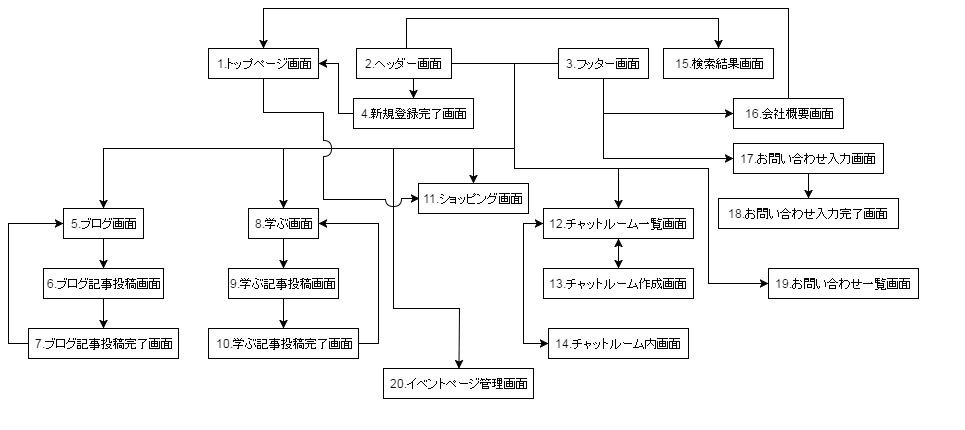 1.トップページ画面
2.ヘッダー画面
3.フッター画面
15.検索結果画面
4.新規登録完了画面
16.会社概要画面
17.お問い合わせ入力画面
11.ショッピング画面
18.お問い合わせ入力完了画面
5.ブログ画面
8.学ぶ画面
12.チャットルーム一覧画面
6.ブログ記事投稿画面
9.学ぶ記事投稿画面
13.チャットルーム作成画面
19.お問い合わせ一覧画面
7.ブログ記事投稿完了画面
10.学ぶ記事投稿完了画面
14.チャットルーム内画面
20.イベントページ管理画面